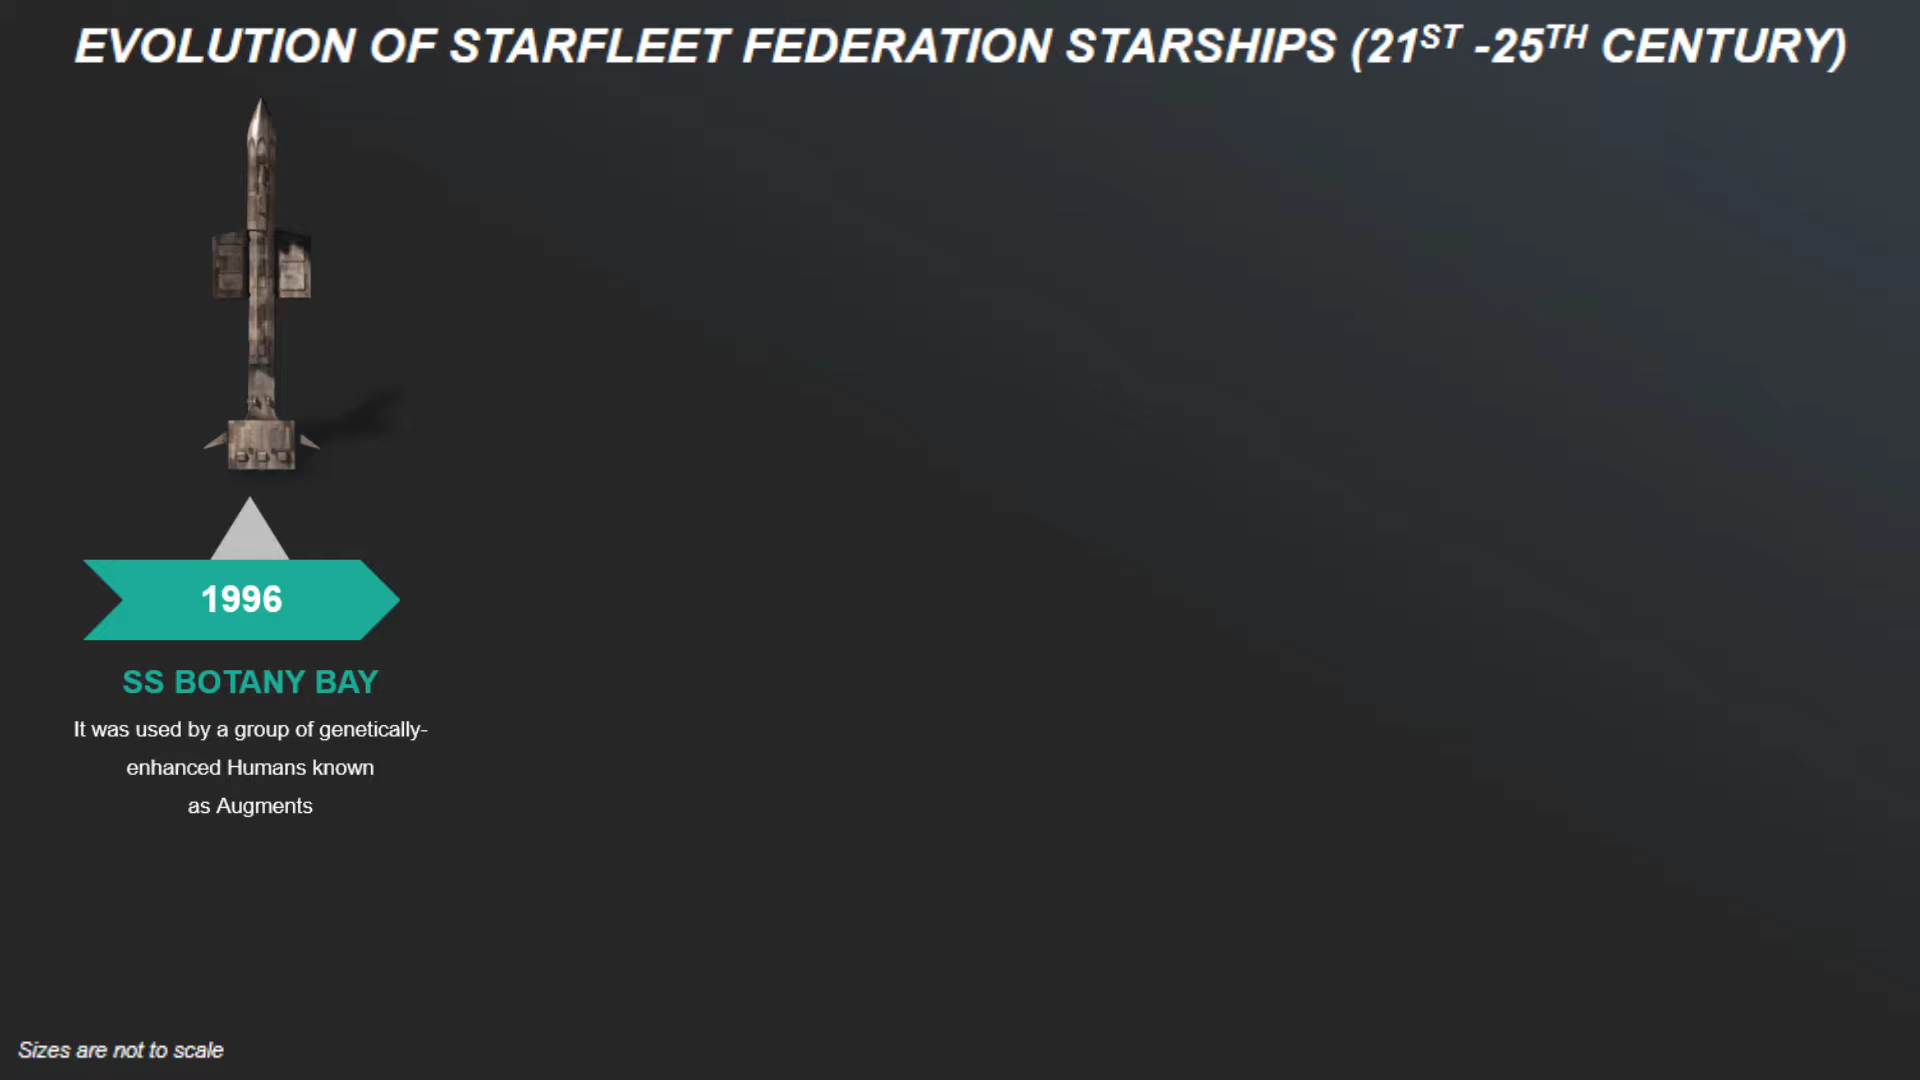 EVOLUTION OF STARFLEET FEDERATION STARSHIPS (21ST -25TH CENTURY)
1996
SS BOTANY BAY
It was used by a group of genetically-
enhanced Humans known
as Augments
Sizes are not to scale